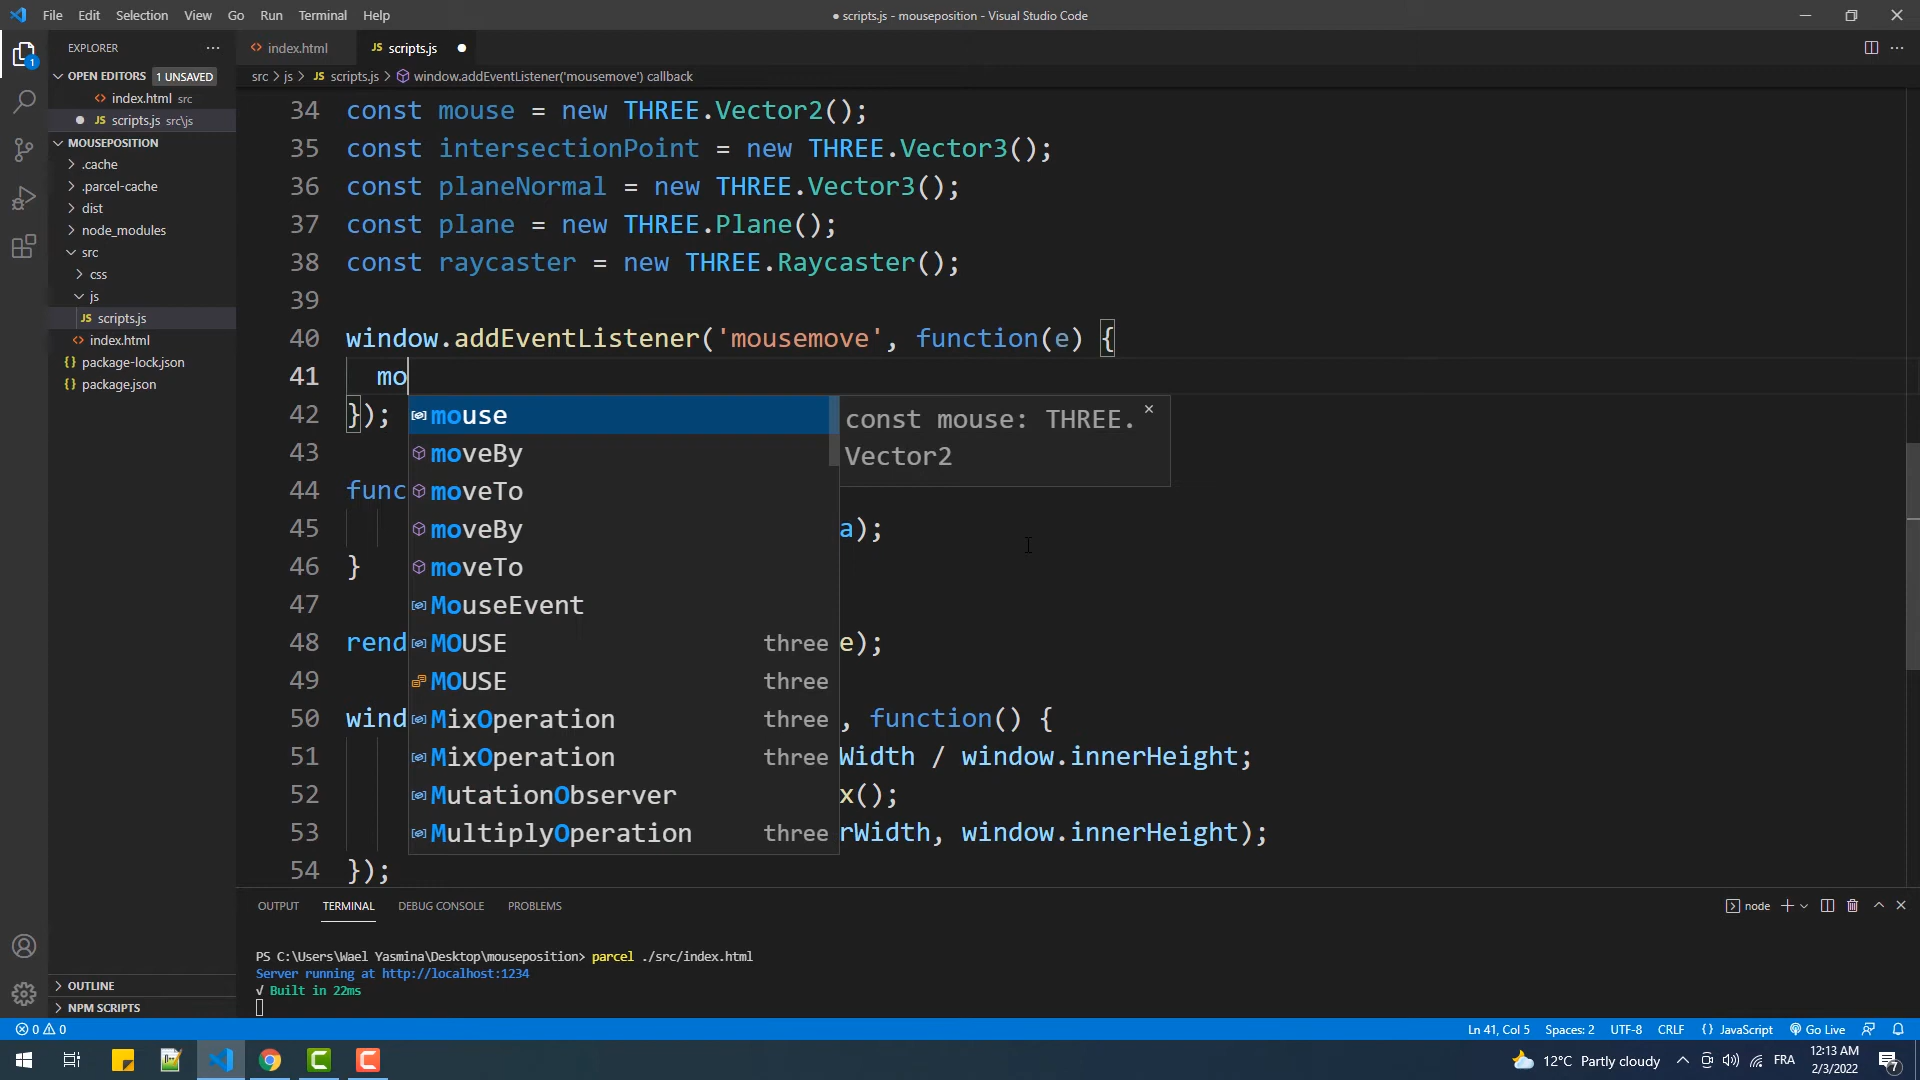 File Edit Selection View Go Run Terminal Help
● scripts.js - mouseposition - Visual Studio Code
EXPLORER
OPEN EDITORS 1 UNSAVED
index.html src
scripts.js src\js
MOUSEPOSITION
.cache
.parcel-cache
dist
node_modules
src
css
js
JS scripts.js
index.html
package-lock.json
package.json
OUTLINE
NPM SCRIPTS
1
index.html
JS scripts.js
src > js > JS scripts.js > window.addEventListener('mousemove') callback
34 const mouse = new THREE.Vector2();
35 const intersectionPoint = new THREE.Vector3();
36 const planeNormal = new THREE.Vector3();
37 const plane = new THREE.Plane();
38 const raycaster = new THREE.Raycaster();
39
40 window.addEventListener('mousemove', function(e) {
41 mo
42 });
43
44 func
45 a);
46 }
47
48 rend e);
49
50 wind , function() {
51 Width / window.innerHeight;
52 x();
53 rWidth, window.innerHeight);
54 });
mouse
moveBy
moveTo
moveBy
moveTo
MouseEvent
MOUSE three
MOUSE three
MixOperation three
MixOperation three
MutationObserver
MultiplyOperation three
const mouse: THREE.
Vector2
OUTPUT TERMINAL DEBUG CONSOLE PROBLEMS
node
PS C:\Users\Wael Yasmina\Desktop\mouseposition> parcel ./src/index.html
Server running at http://localhost:1234
√ Built in 22ms
0 0
Ln 41, Col 5 Spaces: 2 UTF-8 CRLF {} JavaScript Go Live
12°C Partly cloudy
FRA
12:13 AM
2/3/2022
7